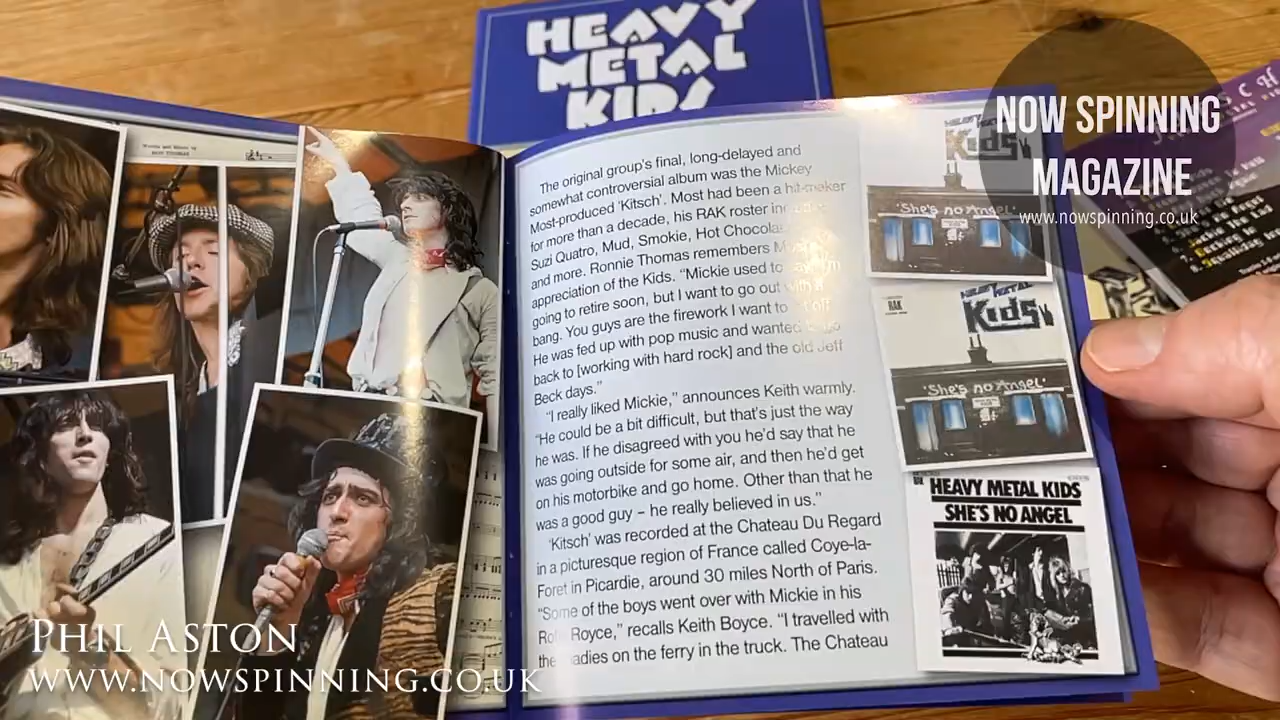 HEAVY
METAL
KIDS
NOW SPINNING
MAGAZINE
www.nowspinning.co.uk
Words and Music by
RON THOMAS
The original group's final, long-delayed and
somewhat controversial album was the Mickey
Most-produced 'Kitsch'. Most had been a hit-maker
for more than a decade, his RAK roster
Suzi Quatro, Mud, Smokie, Hot
and more. Ronnie Thomas remembers
appreciation of the Kids. "Mickie used to
going to retire soon, but I want to go out with a
bang. You guys are the firework I want to
He was fed up with pop music and wanted
back to [working with hard rock] and the old Jeff
Beck days."
"I really liked Mickie," announces Keith warmly.
"He could be a bit difficult, but that's just the way
he was. If he disagreed with you he'd say that he
was going outside for some air, and then he'd get
on his motorbike and go home. Other than that he
was a good guy – he really believed in us."
'Kitsch' was recorded at the Chateau Du Regard
in a picturesque region of France called Coye-la-
Foret in Picardie, around 30 miles North of Paris.
"Some of the boys went over with Mickie in his
Royce," recalls Keith Boyce. "I travelled with
the on the ferry in the truck. The Chateau
Kids
'She's no Angel'
RAK
HEAVY METAL
Kids
'She's no Angel'
HEAVY METAL KIDS
SHE'S NO ANGEL
PHIL ASTON
WWW.NOWSPINNING.CO.UK